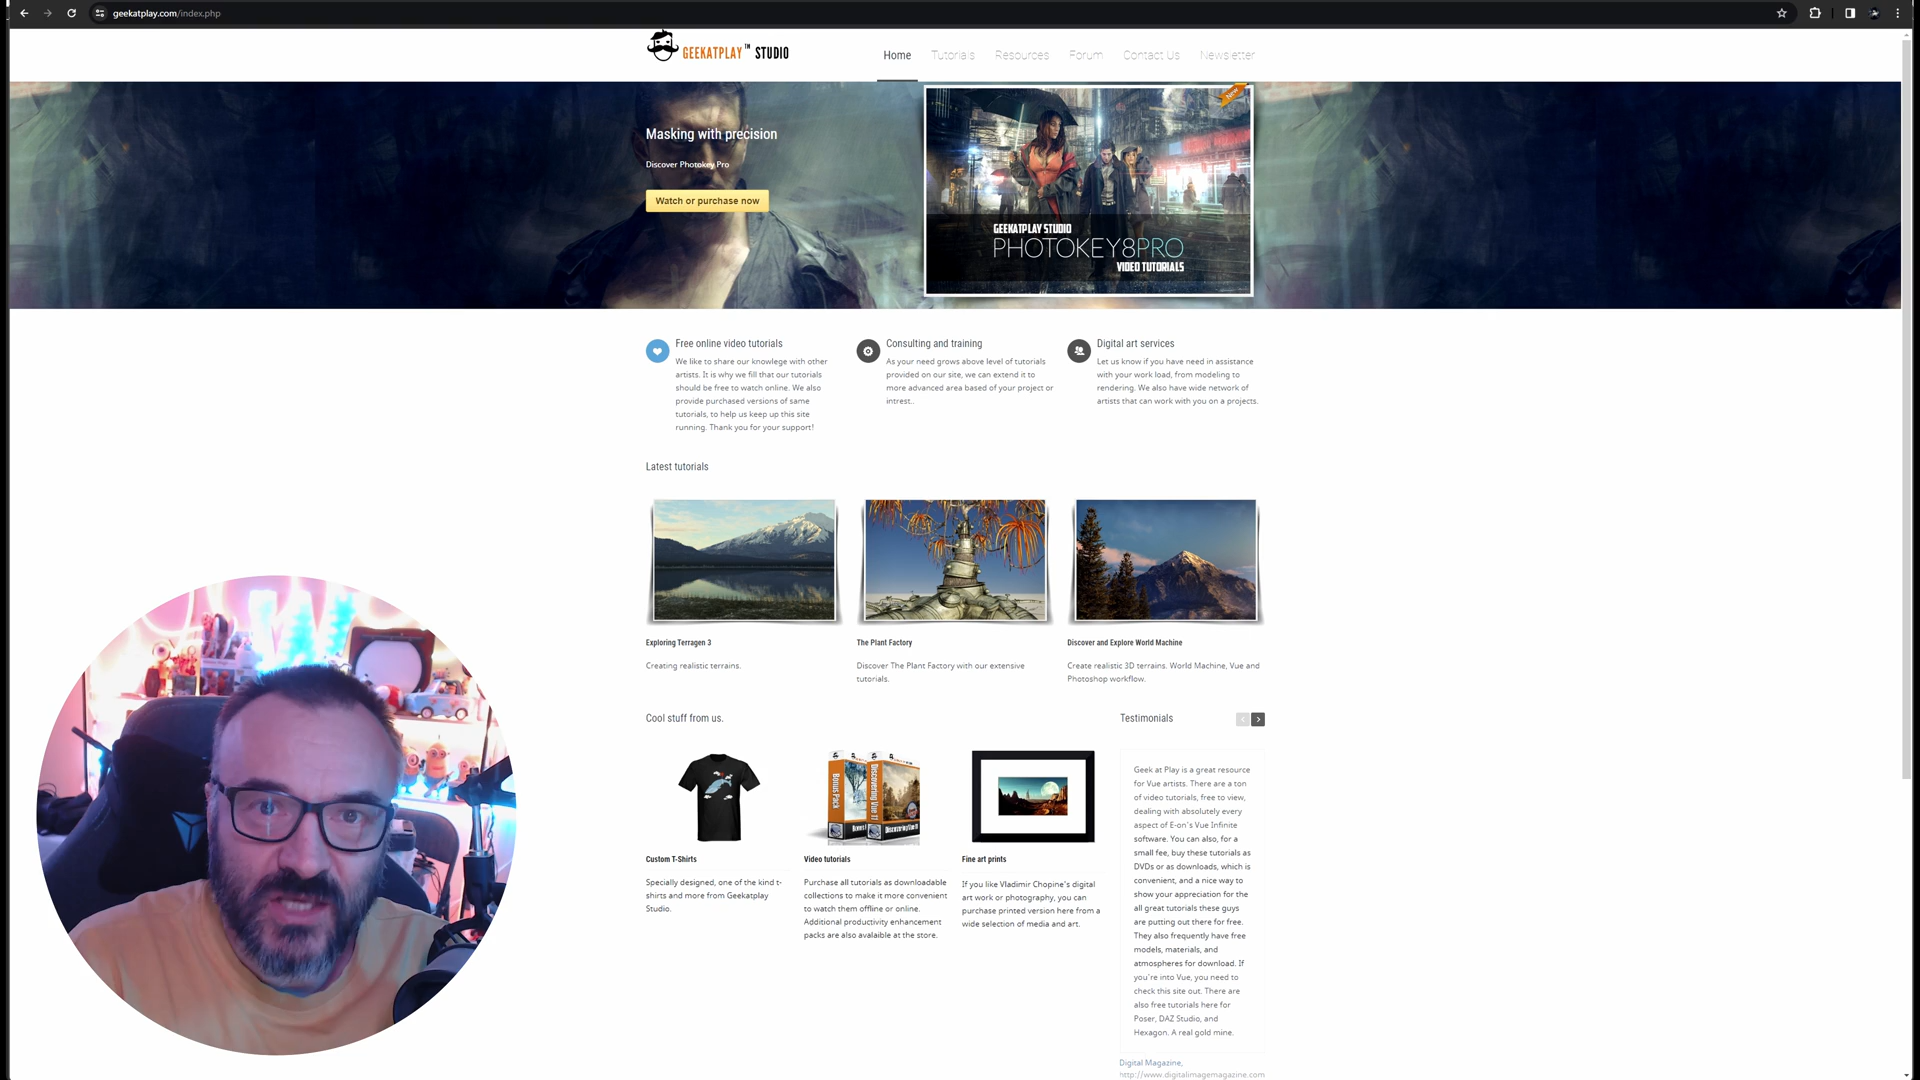 geekatplay.com/index.php
GEEKATPLAY™ STUDIO
Home Tutorials Resources Forum Contact Us Newsletter
Masking with precision
Discover Photokey Pro
Watch or purchase now
New
GEEKATPLAY STUDIO
PHOTOKEY8PRO
VIDEO TUTORIALS
Free online video tutorials
We like to share our knowlege with other
artists. It is why we fill that our tutorials
should be free to watch online. We also
provide purchased versions of same
tutorials, to help us keep up this site
running. Thank you for your support!
Consulting and training
As your need grows above level of tutorials
provided on our site, we can extend it to
more advanced area based of your project or
intrest..
Digital art services
Let us know if you have need in assistance
with your work load, from modeling to
rendering. We also have wide network of
artists that can work with you on a projects.
Latest tutorials
Exploring Terragen 3
Creating realistic terrains.
The Plant Factory
Discover The Plant Factory with our extensive
tutorials.
Discover and Explore World Machine
Create realistic 3D terrains. World Machine, Vue and
Photoshop workflow.
Cool stuff from us.
Custom T-Shirts
Specially designed, one of the kind t-
shirts and more from Geekatplay
Studio.
Bonus Pack
Discovering Vue 11
Discovering Vue 11
Video tutorials
Purchase all tutorials as downloadable
collections to make it more convenient
to watch them offline or online.
Additional productivity enhancement
packs are also avalaible at the store.
Fine art prints
If you like Vladimir Chopine's digital
art work or photography, you can
purchase printed version here from a
wide selection of media and art.
Testimonials
Geek at Play is a great resource
for Vue artists. There are a ton
of video tutorials, free to view,
dealing with absolutely every
aspect of E-on's Vue Infinite
software. You can also, for a
small fee, buy these tutorials as
DVDs or as downloads, which is
convenient, and a nice way to
show your appreciation for the
all great tutorials these guys
are putting out there for free.
They also frequently have free
models, materials, and
atmospheres for download. If
you're into Vue, you need to
check this site out. There are
also free tutorials here for
Poser, DAZ Studio, and
Hexagon. A real gold mine.
Digital Magazine,
http://www.digitalimagemagazine.com